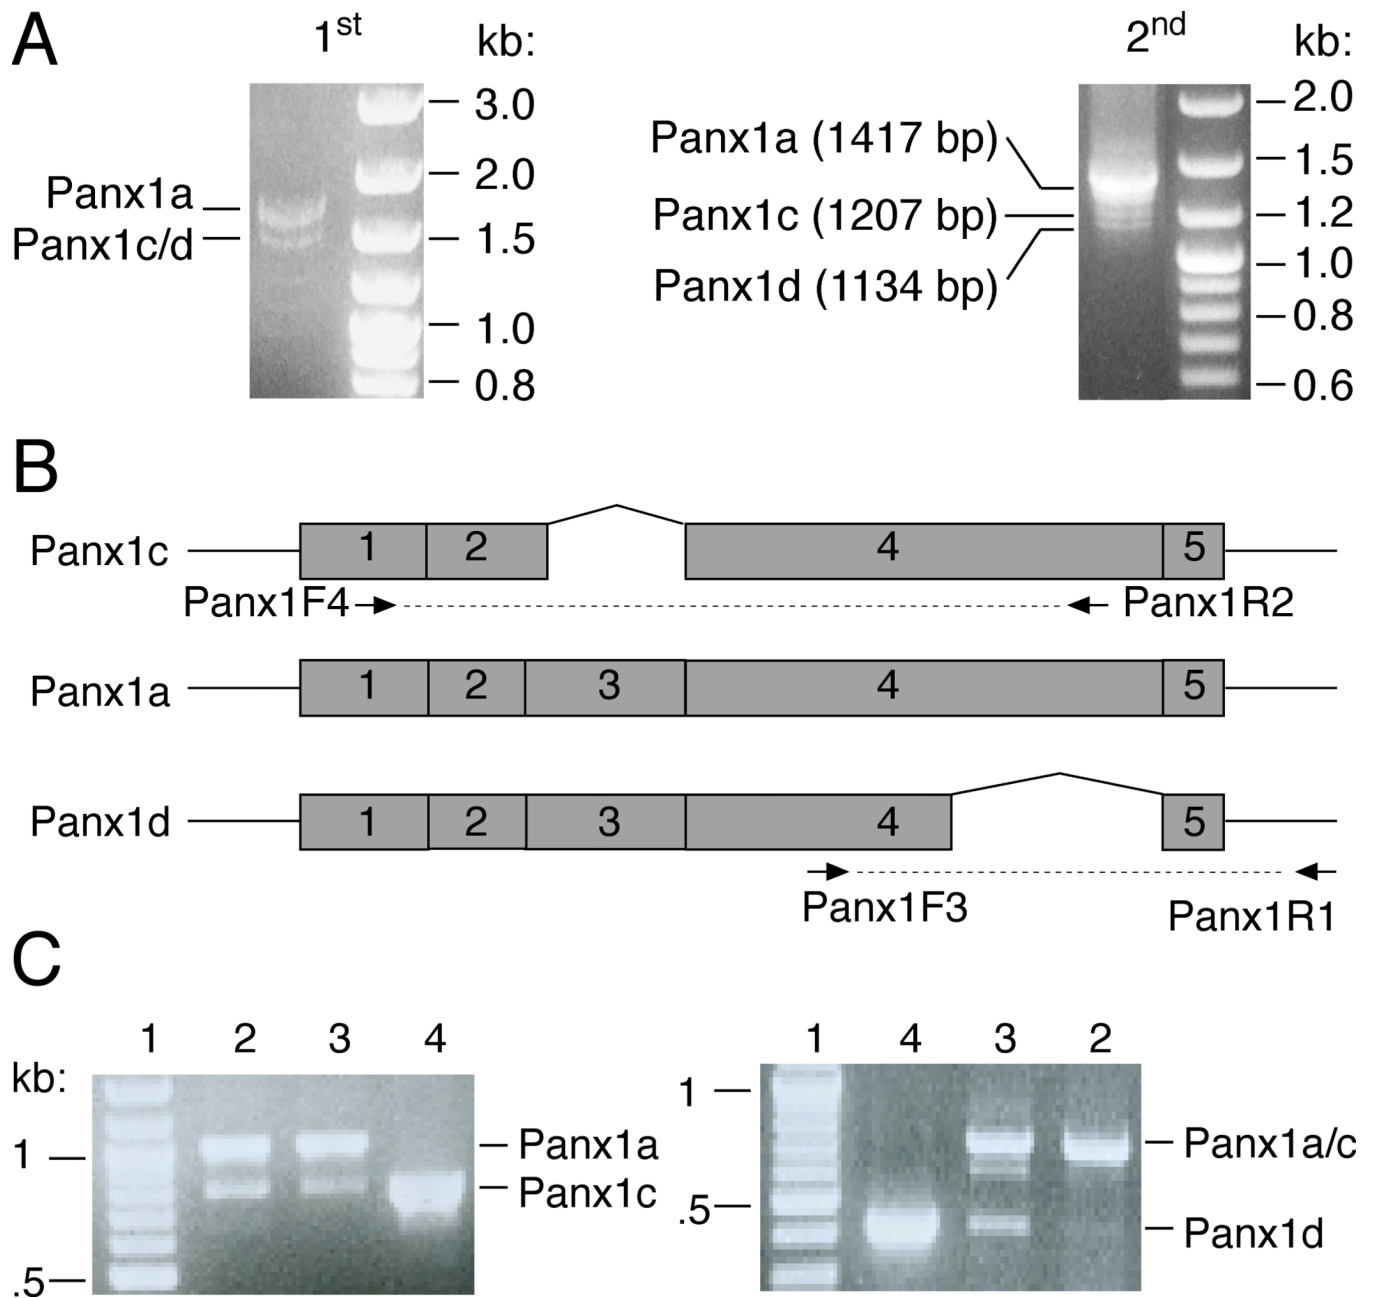 A
1st
kb:
2nd
kb:
3.0
2.0
1.5
1.0
0.8
Panx1a
Panx1c/d
Panx1a (1417 bp)
Panx1c (1207 bp)
Panx1d (1134 bp)
2.0
1.5
1.2
1.0
0.8
0.6
B
Panx1c 1 2 4 5
Panx1F4 Panx1R2
Panx1a 1 2 3 4 5
Panx1d 1 2 3 4 5
Panx1F3 Panx1R1
C
1 2 3 4
kb:
1
.5
Panx1a
Panx1c
1 4 3 2
1
.5
Panx1a/c
Panx1d